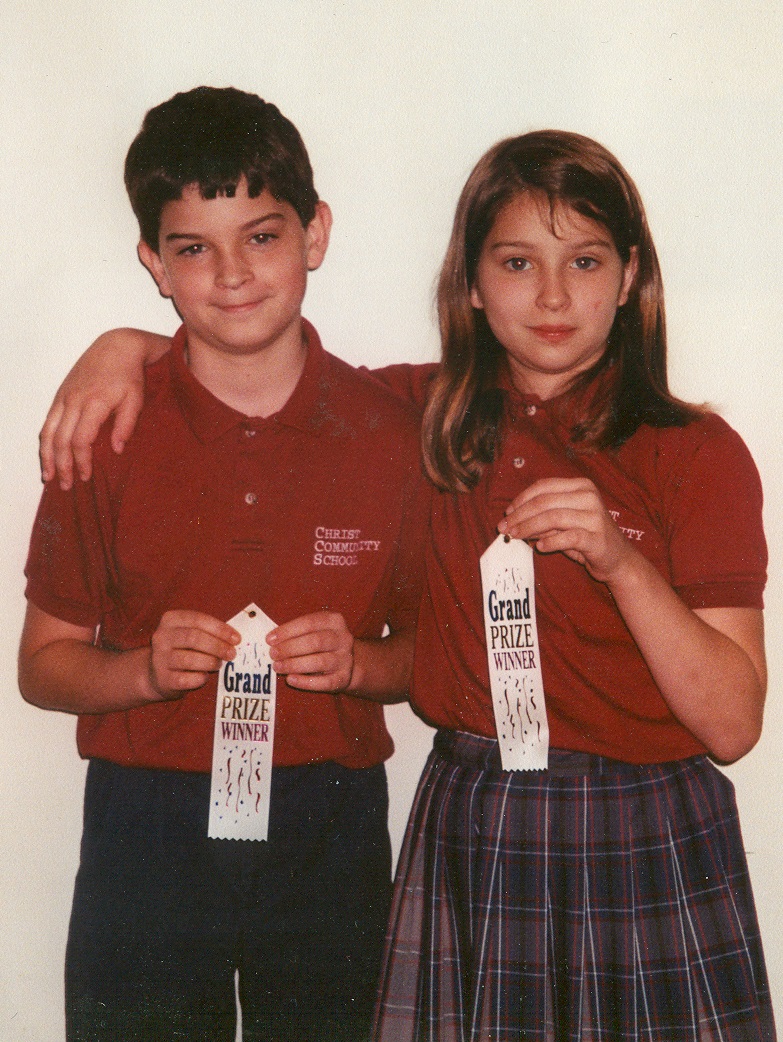 CHRIST
COMMUNITY
SCHOOL
Grand
PRIZE
WINNER
Grand
PRIZE
WINNER